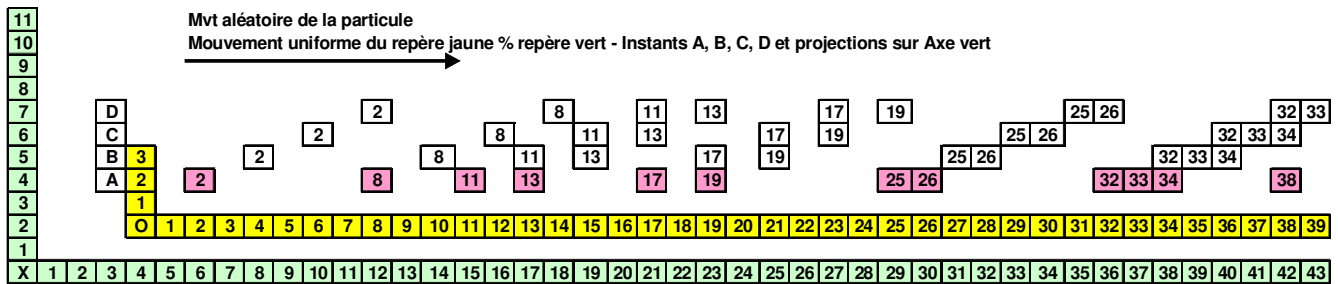 11 Mvt aléatoire de la particule
10 Mouvement uniforme du repère jaune % repère vert - Instants A, B, C, D et projections sur Axe vert
9
8
7 D 2 8 11 13 17 19 25 26 32 33
6 C 2 8 11 13 17 19 25 26 32 33 34
5 B 3 2 8 11 13 17 19 25 26 32 33 34
4 A 2 2 8 11 13 17 19 25 26 32 33 34 38
3 1
2 O 1 2 3 4 5 6 7 8 9 10 11 12 13 14 15 16 17 18 19 20 21 22 23 24 25 26 27 28 29 30 31 32 33 34 35 36 37 38 39
1
X 1 2 3 4 5 6 7 8 9 10 11 12 13 14 15 16 17 18 19 20 21 22 23 24 25 26 27 28 29 30 31 32 33 34 35 36 37 38 39 40 41 42 43